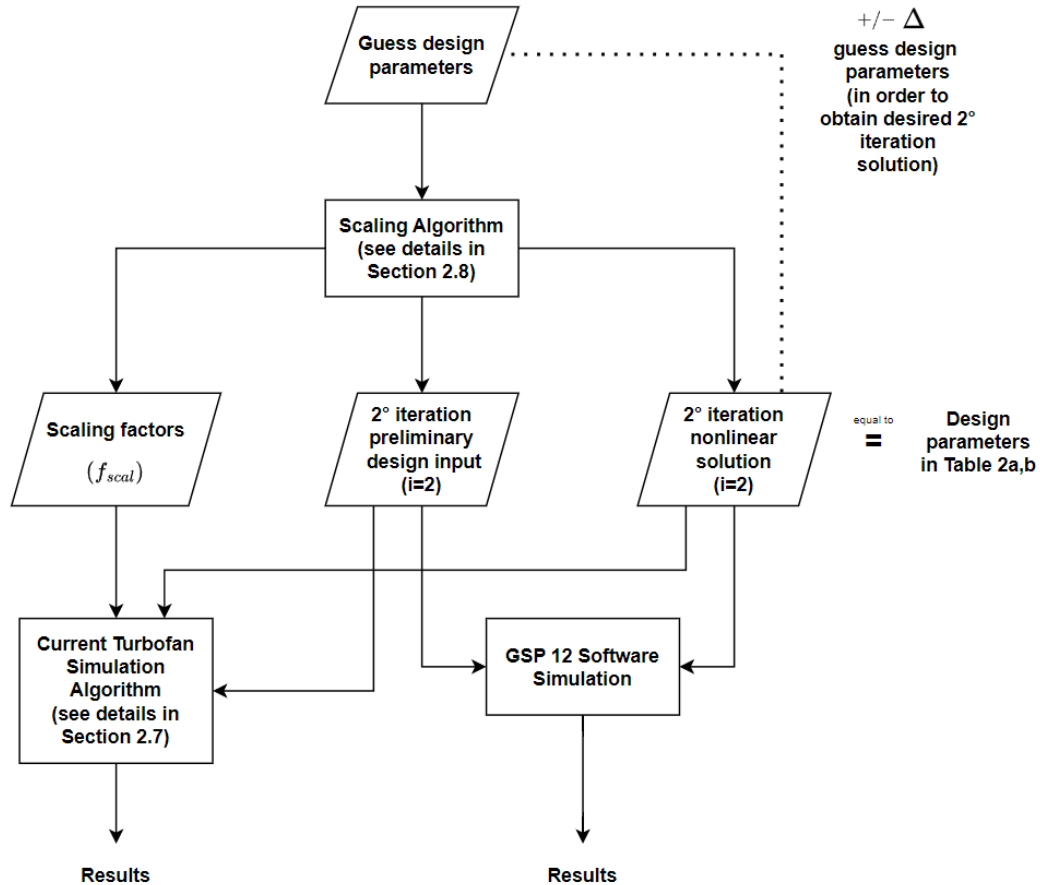 Guess design
parameters
+/− Δ
guess design
parameters
(in order to
obtain desired 2°
iteration
solution)
Scaling Algorithm
(see details in
Section 2.8)
Scaling factors
(f_scal)
2° iteration
preliminary
design input
(i=2)
2° iteration
nonlinear
solution
(i=2)
equal to
=
Design
parameters
in Table 2a,b
Current Turbofan
Simulation
Algorithm
(see details in
Section 2.7)
GSP 12 Software
Simulation
Results
Results